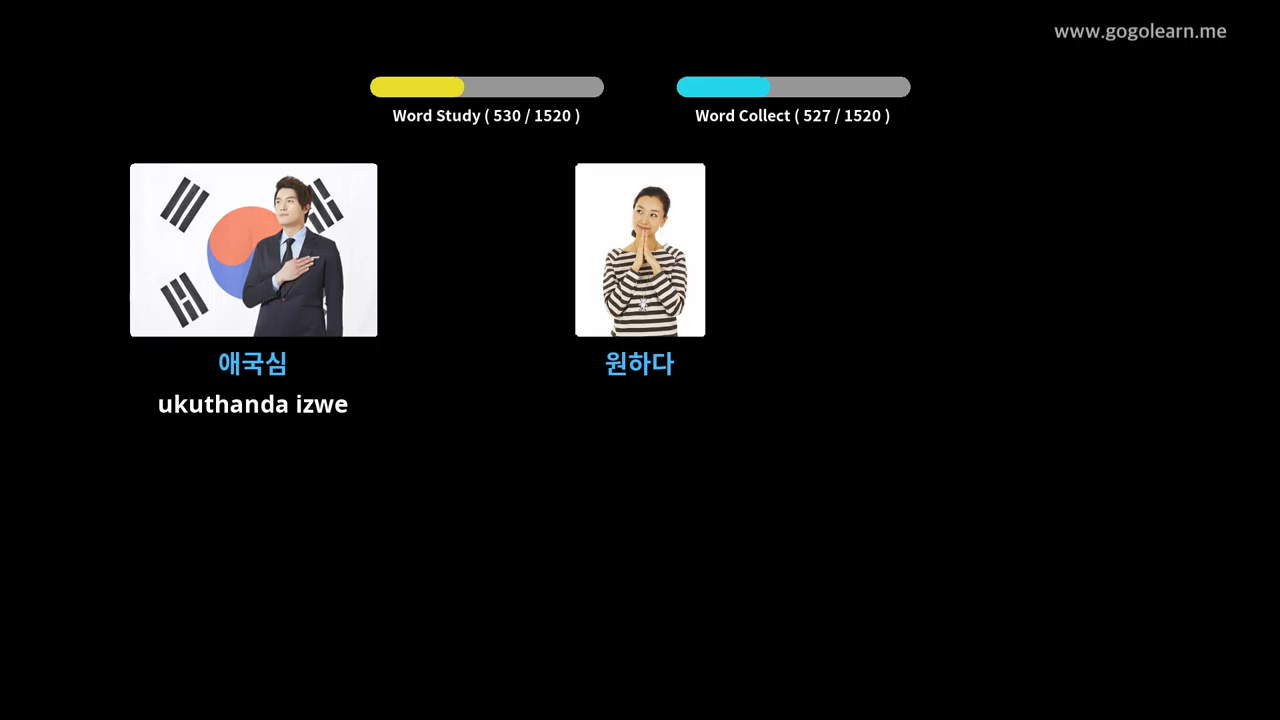 www.gogolearn.me
Word Study ( 530 / 1520 )
Word Collect ( 527 / 1520 )
애국심
원하다
ukuthanda izwe